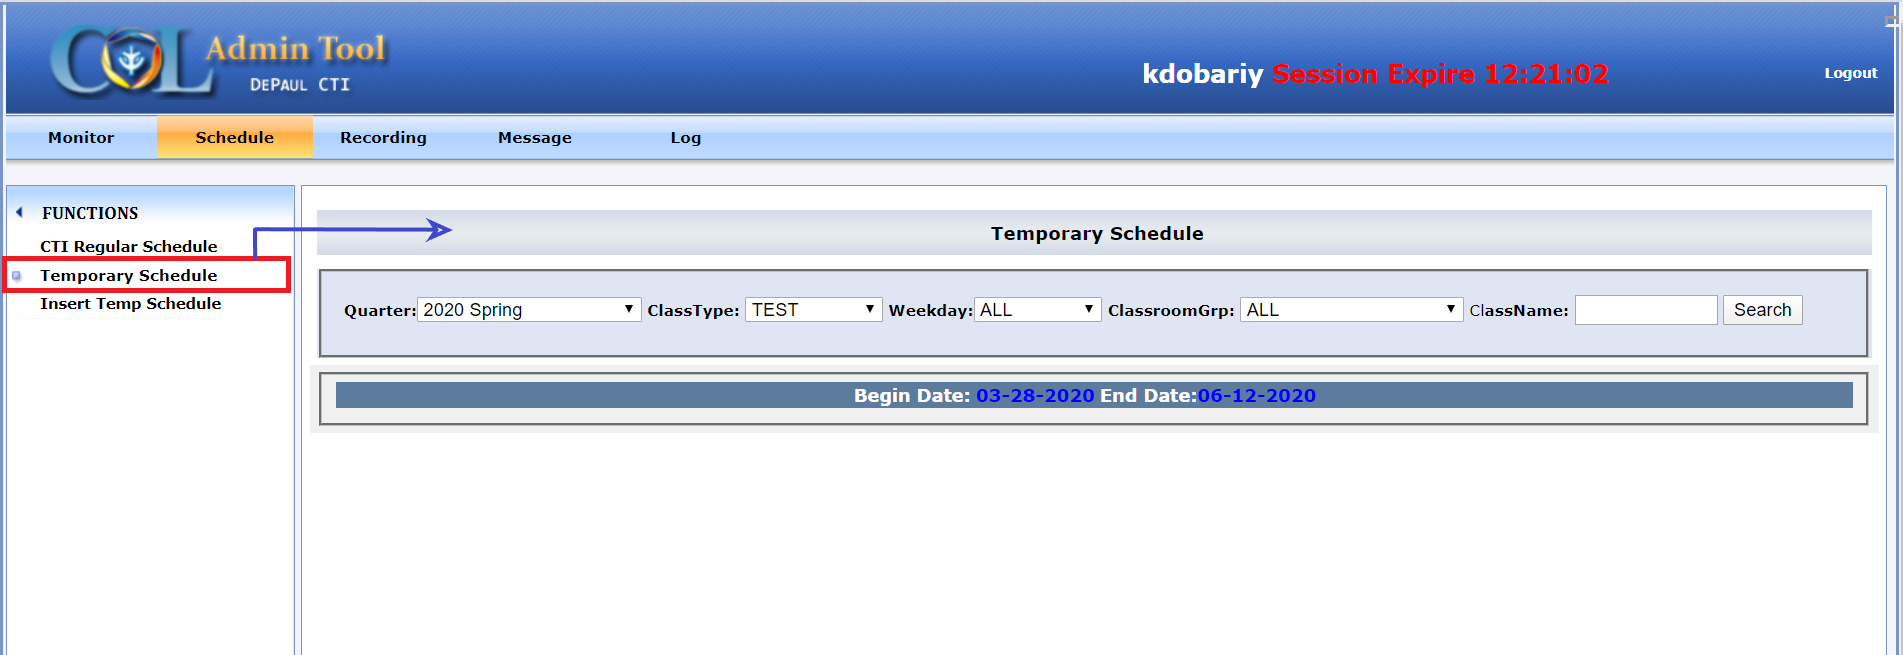 COL Admin Tool
DEPAUL CTI
kdobariy Session Expire 12:21:02
Logout
Monitor Schedule Recording Message Log
FUNCTIONS
CTI Regular Schedule
Temporary Schedule
Insert Temp Schedule
Temporary Schedule
Quarter: 2020 Spring ClassType: TEST Weekday: ALL ClassroomGrp: ALL ClassName: Search
Begin Date: 03-28-2020 End Date:06-12-2020